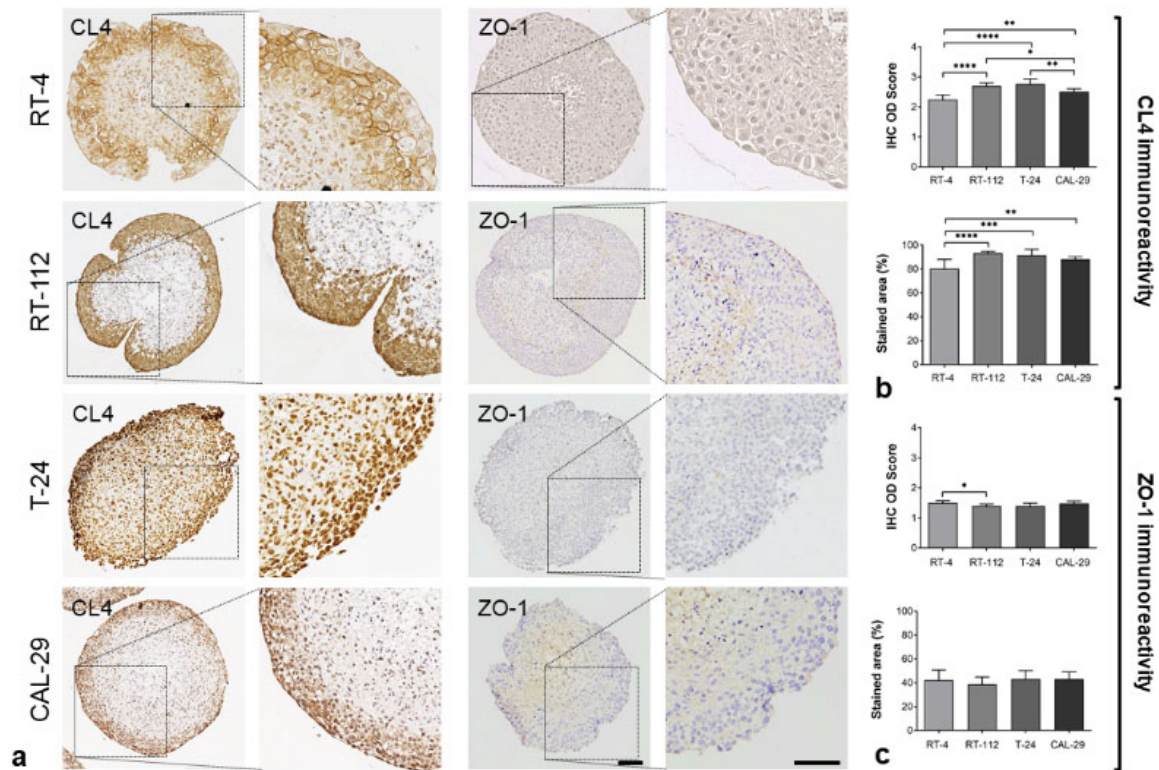 RT-4
CL4
ZO-1
RT-112
CL4
ZO-1
T-24
CL4
ZO-1
CAL-29
CL4
ZO-1
a
** 
****
*
****
**
IHC OD Score
4
3
2
1
0
RT-4 RT-112 T-24 CAL-29
**
***
****
Stained area (%)
100
80
60
40
20
0
RT-4 RT-112 T-24 CAL-29
b
CL4 immunoreactivity
*
IHC OD Score
4
3
2
1
0
RT-4 RT-112 T-24 CAL-29
Stained area (%)
100
80
60
40
20
0
RT-4 RT-112 T-24 CAL-29
c
ZO-1 immunoreactivity